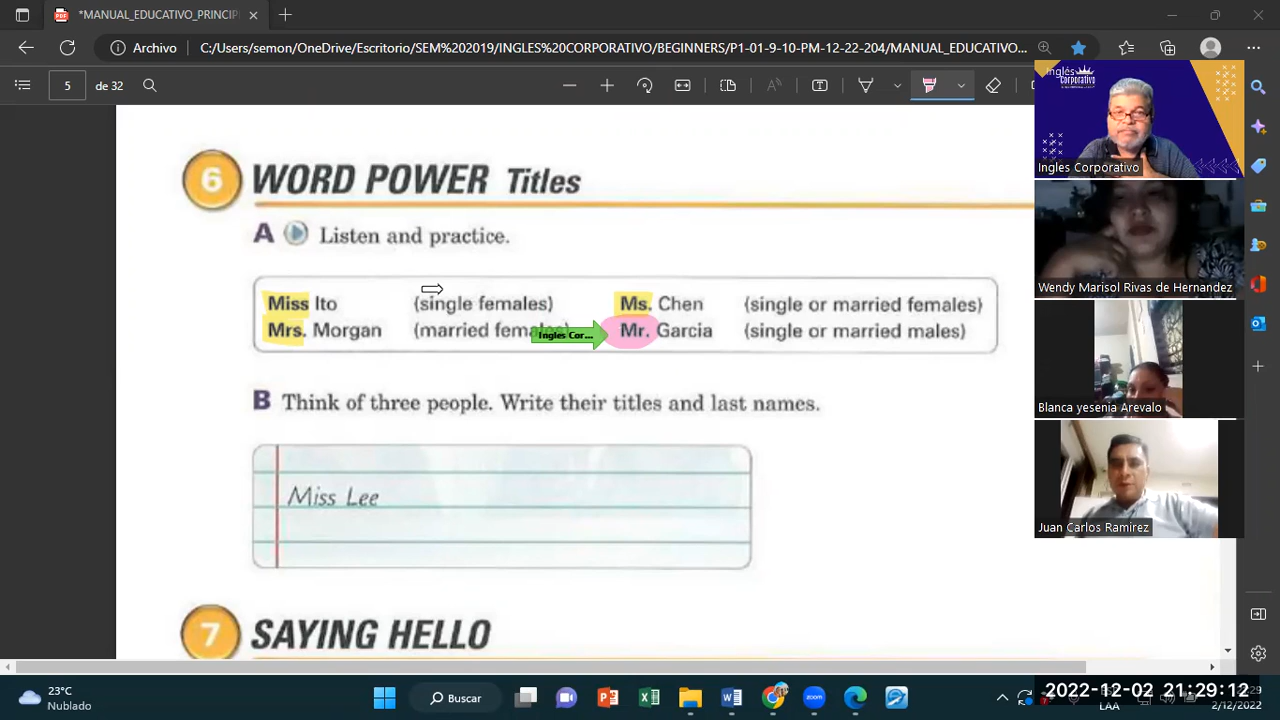 *MANUAL_EDUCATIVO_PRINCIPI
Archivo
C:/Users/semon/OneDrive/Escritorio/SEM%202019/INGLES%20CORPORATIVO/BEGINNERS/P1-01-9-10-PM-12-22-204/MANUAL_EDUCATIVO...
5 de 32
Inglés Corporativo
Ingles Corporativo
6 WORD POWER Titles
A Listen and practice.
Miss Ito (single females) Ms. Chen (single or married females)
Mrs. Morgan (married females) Mr. Garcia (single or married males)
Ingles Cor...
B Think of three people. Write their titles and last names.
Miss Lee
7 SAYING HELLO
Wendy Marisol Rivas de Hernandez
Blanca yesenia Arevalo
Juan Carlos Ramirez
23°C
Nublado
Buscar
LAA
2022-12-02 21:29:12
2/12/2022